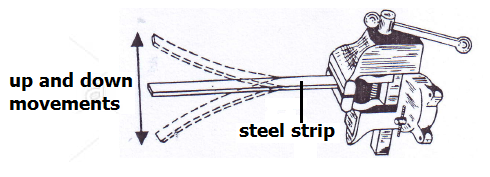 up and down
movements
steel strip